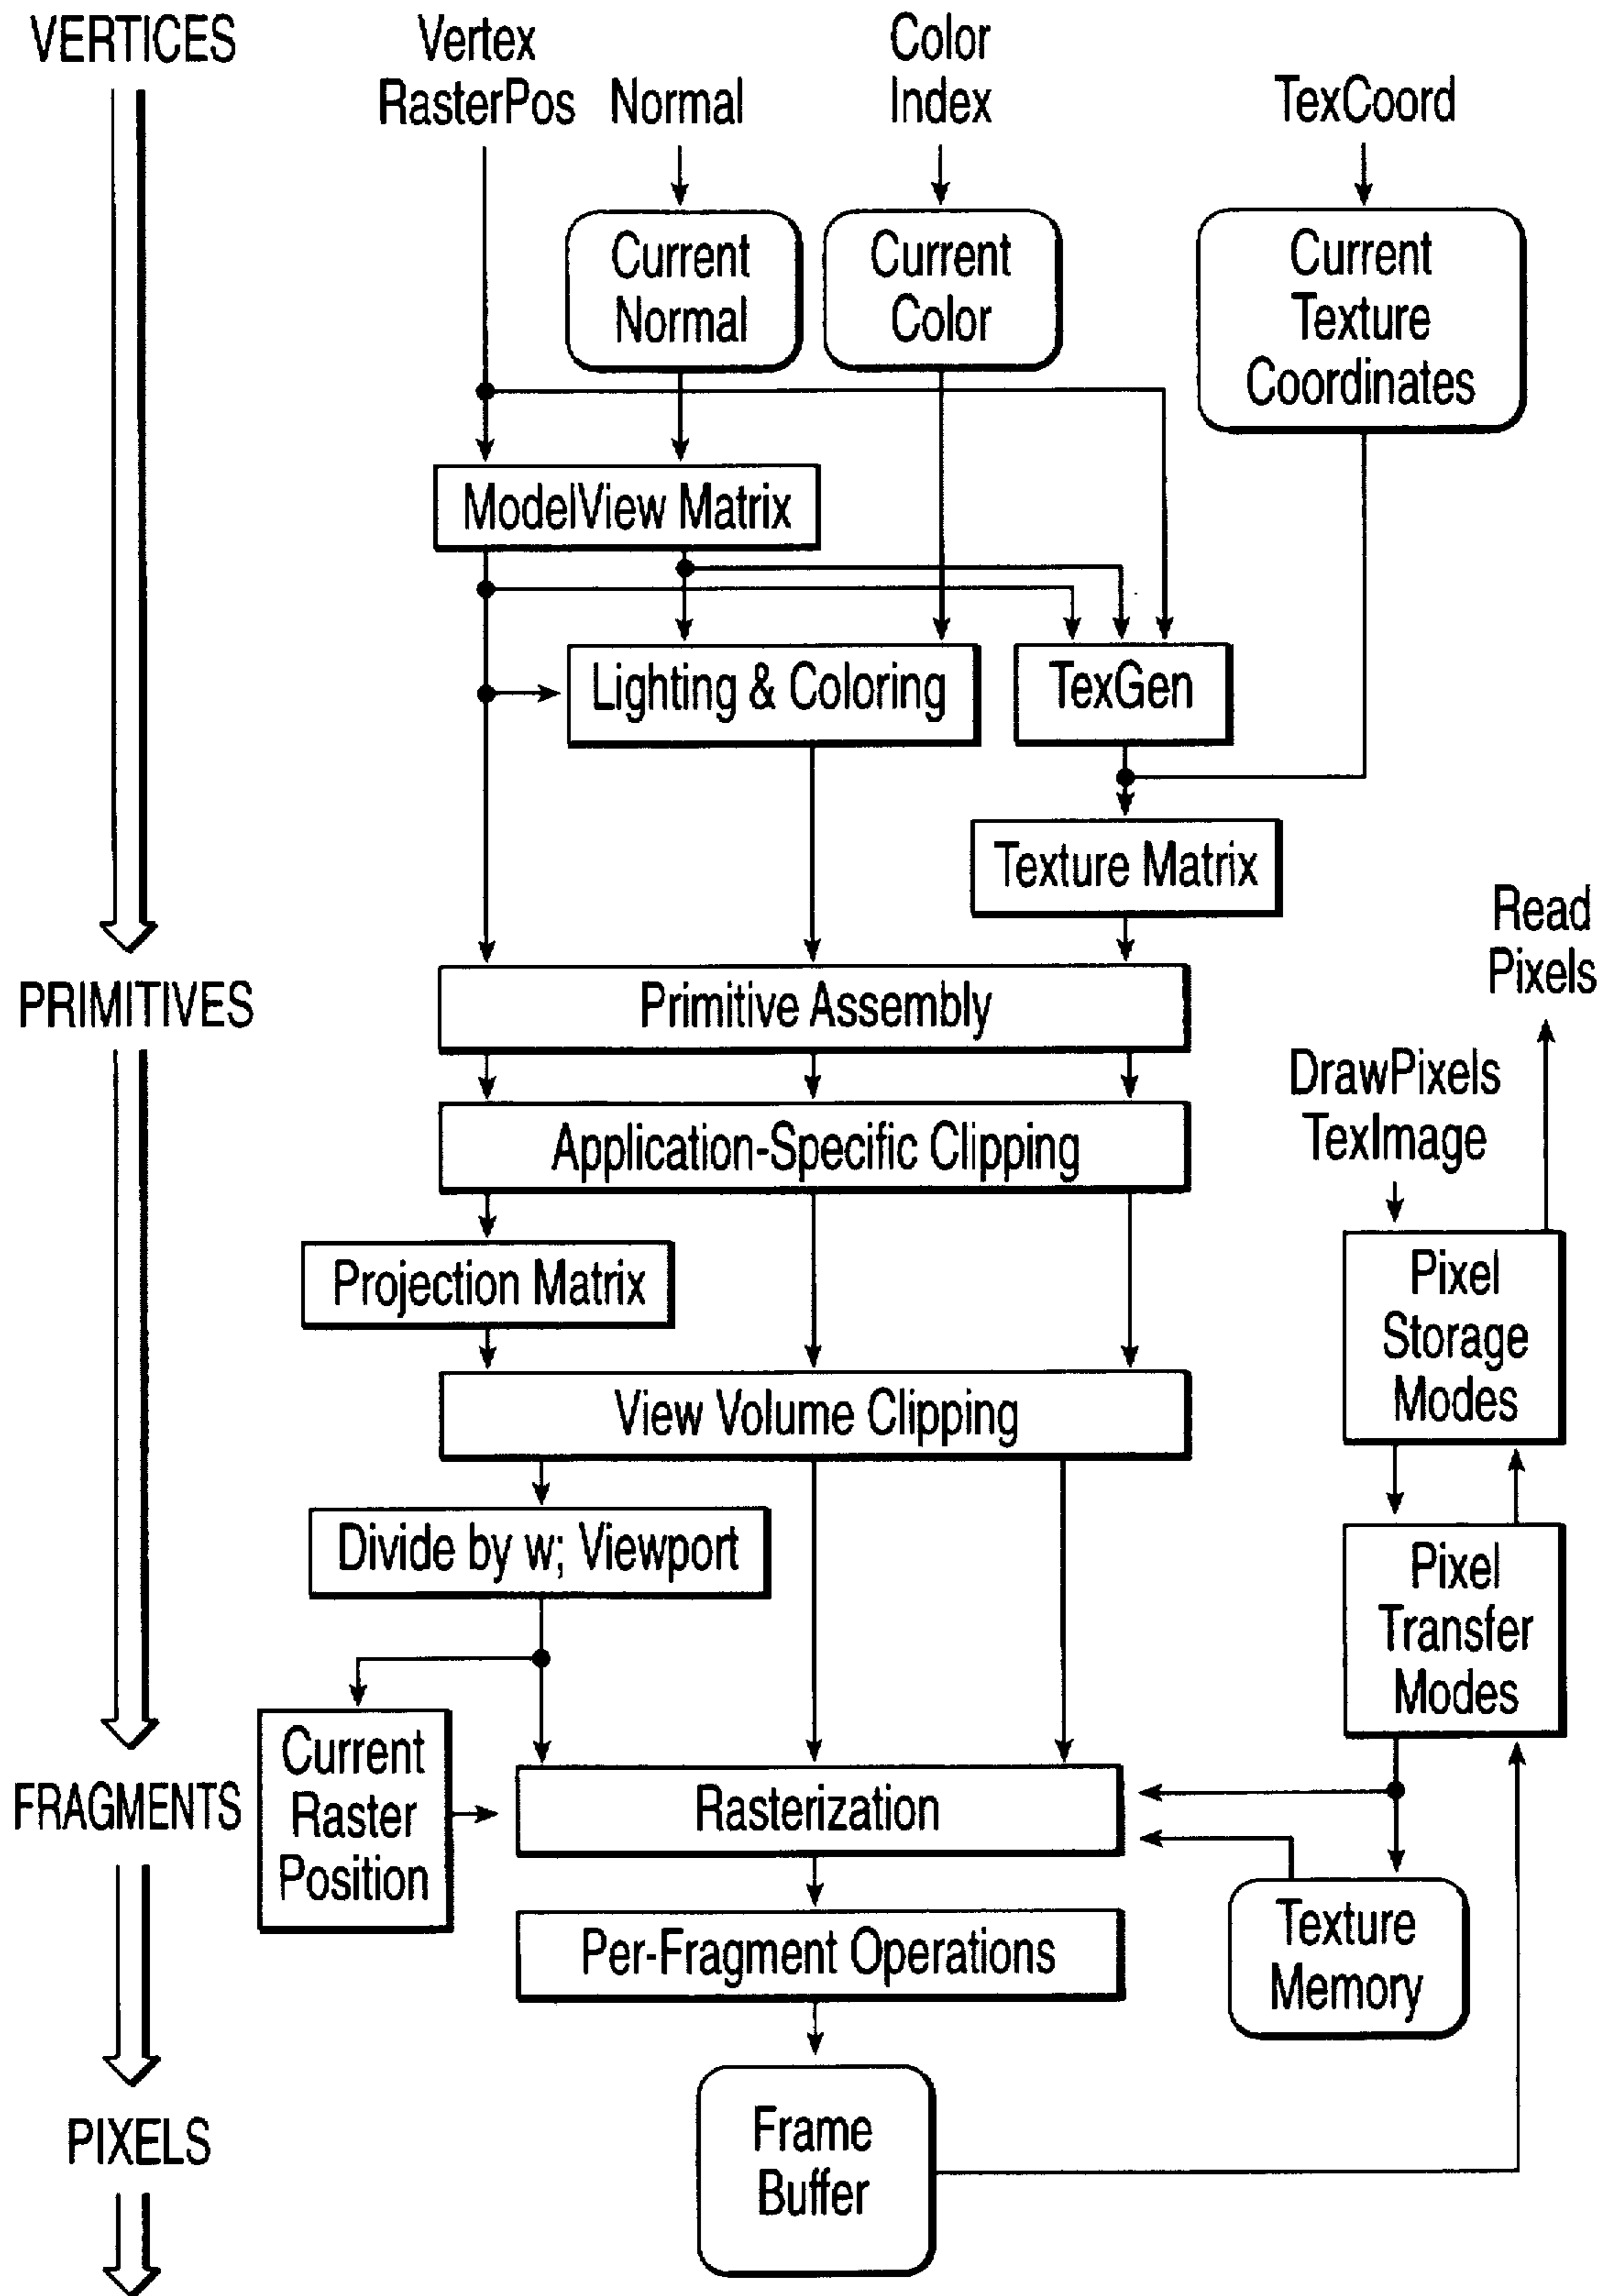 VERTICES
Vertex
RasterPos
Normal
Color
Index
TexCoord
Current
Normal
Current
Color
Current
Texture
Coordinates
ModelView Matrix
Lighting & Coloring
TexGen
Texture Matrix
PRIMITIVES
Primitive Assembly
Read
Pixels
DrawPixels
TexImage
Application-Specific Clipping
Projection Matrix
Pixel
Storage
Modes
View Volume Clipping
Divide by w; Viewport
Pixel
Transfer
Modes
FRAGMENTS
Current
Raster
Position
Rasterization
Per-Fragment Operations
Texture
Memory
PIXELS
Frame
Buffer